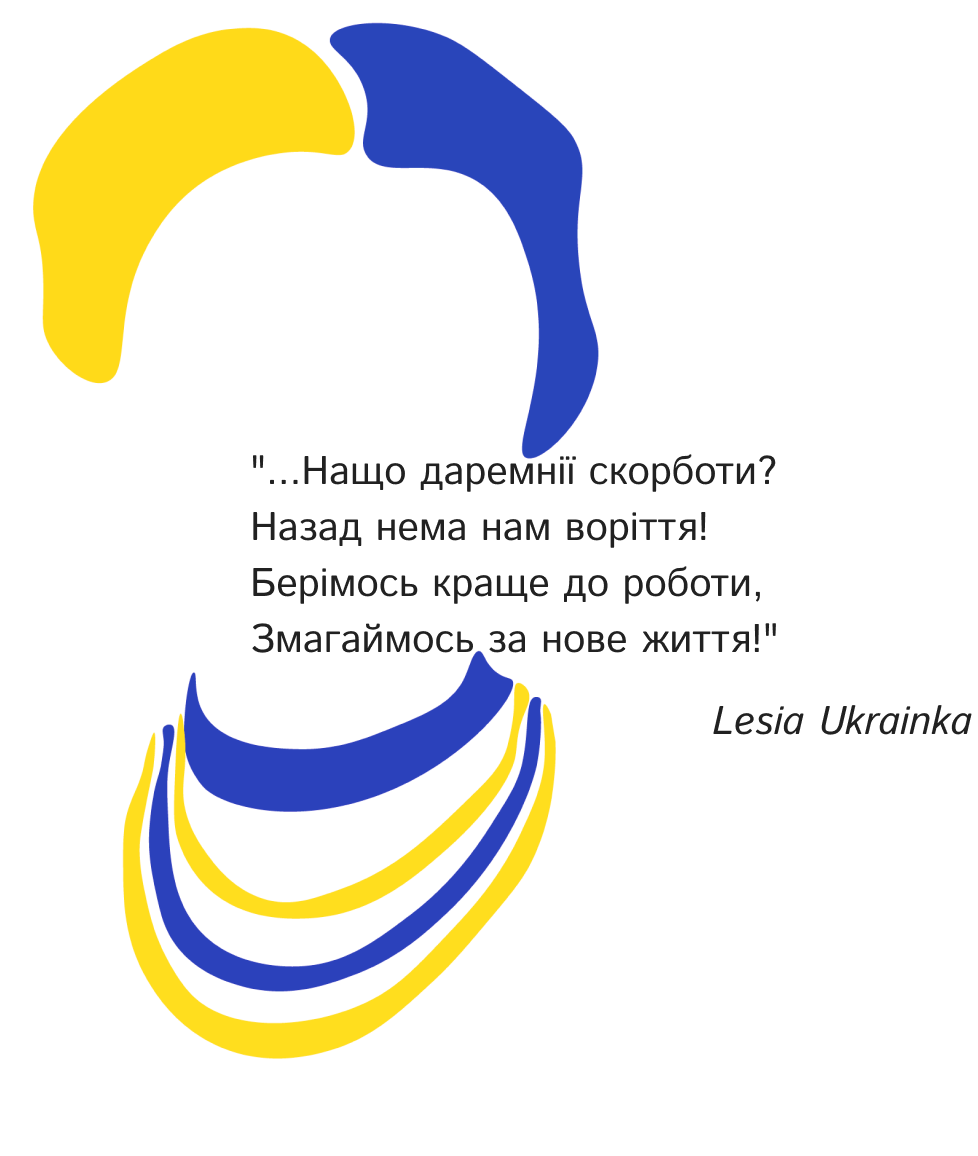 "...Нащо даремнії скорботи?
Назад нема нам воріття!
Берімось краще до роботи,
Змагаймось за нове життя!"
Lesia Ukrainka